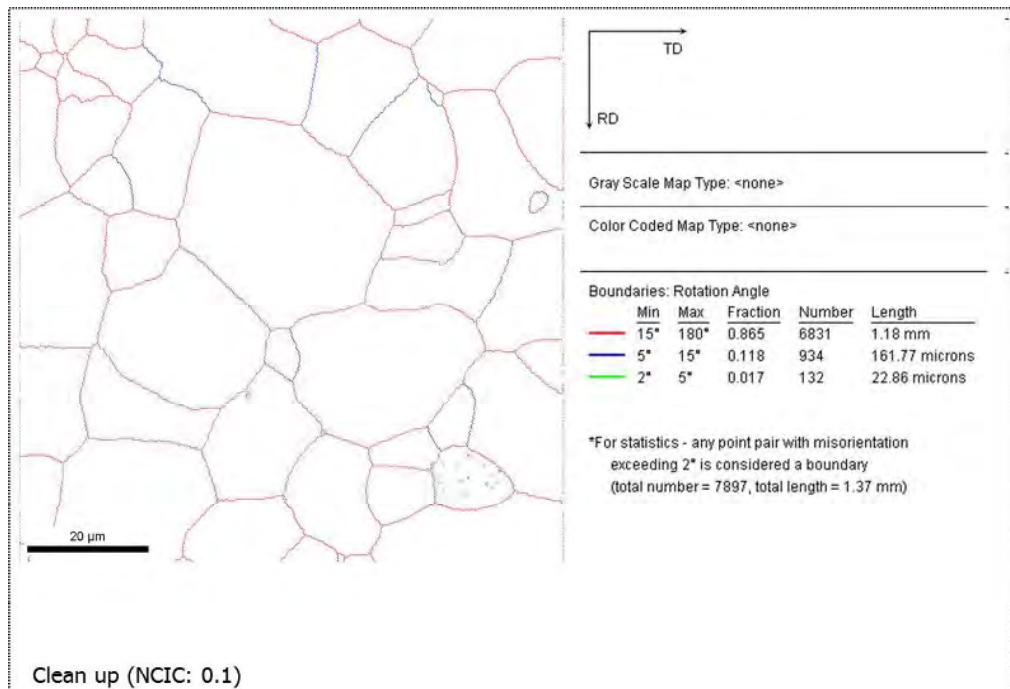 TD
RD
Gray Scale Map Type: <none>
Color Coded Map Type: <none>
Boundaries: Rotation Angle
Min Max Fraction Number Length
15° 180° 0.865 6831 1.18 mm
5° 15° 0.118 934 161.77 microns
2° 5° 0.017 132 22.86 microns
*For statistics - any point pair with misorientation
exceeding 2° is considered a boundary
(total number = 7897, total length = 1.37 mm)
20 µm
Clean up (NCIC: 0.1)